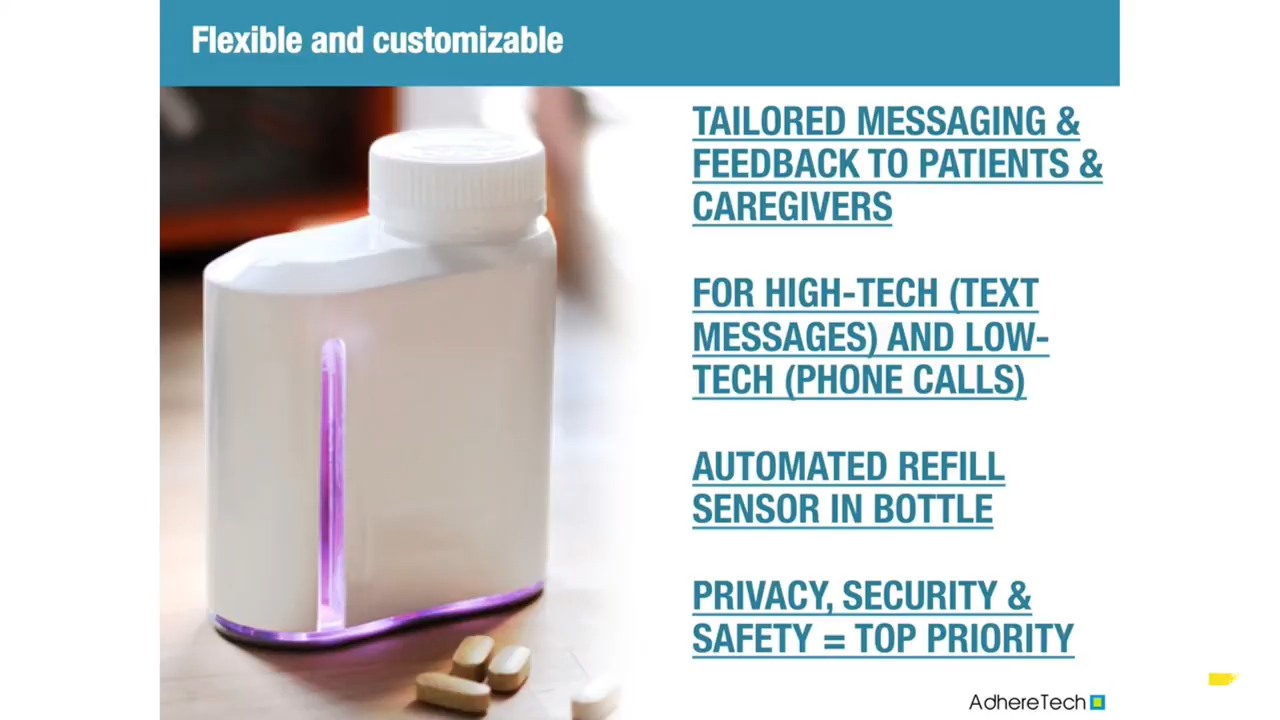 Flexible and customizable
TAILORED MESSAGING &
FEEDBACK TO PATIENTS &
CAREGIVERS
FOR HIGH-TECH (TEXT
MESSAGES) AND LOW-
TECH (PHONE CALLS)
AUTOMATED REFILL
SENSOR IN BOTTLE
PRIVACY, SECURITY &
SAFETY = TOP PRIORITY
AdhereTech